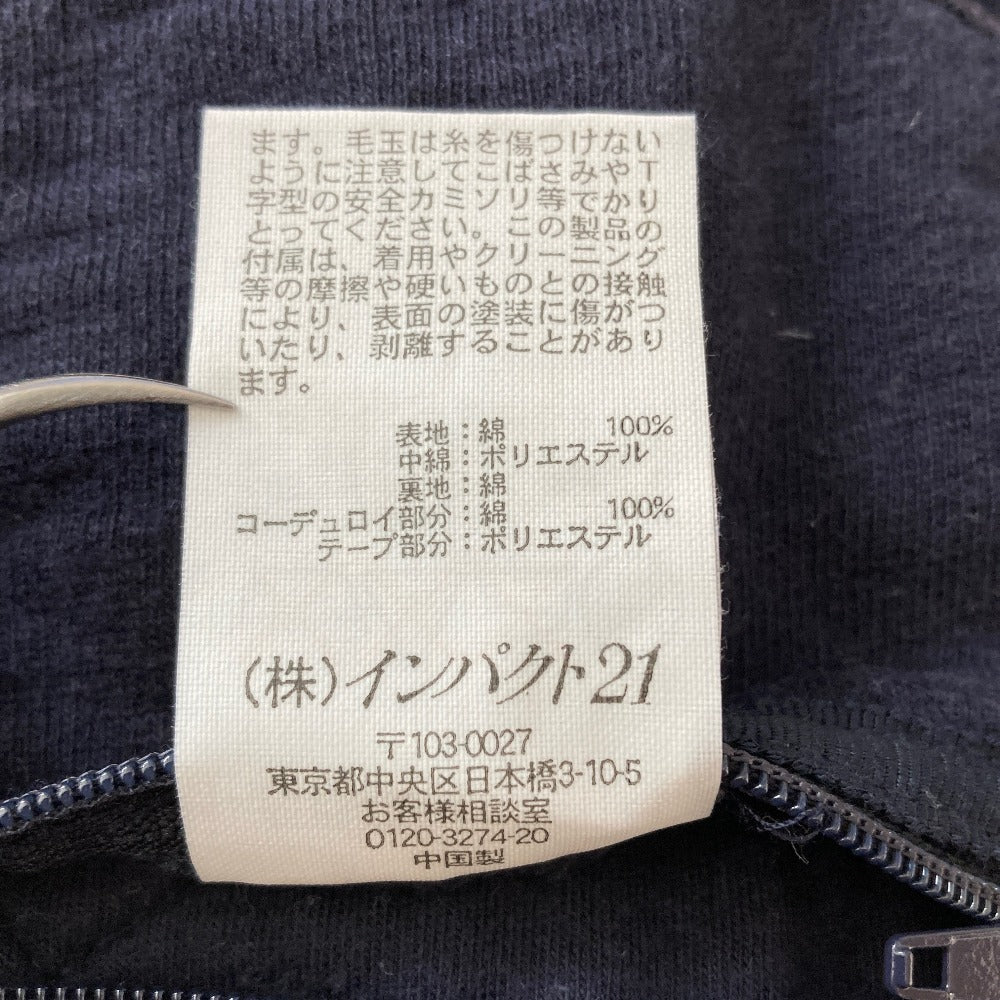 ます。毛玉は糸を傷つけない
ように注意してこばさみやT
字型の安全カミソリ等でかり
とってください。この製品の
付属は、着用やクリーニング
等の摩擦や硬いものとの接触
により、表面の塗装に傷がつ
いたり、剥離することがあり
ます。
表地：綿 100%
中綿：ポリエステル
裏地：綿
コーデュロイ部分：綿 100%
テープ部分：ポリエステル
(株)インパクト21
〒103-0027
東京都中央区日本橋3-10-5
お客様相談室
0120-3274-20
中国製